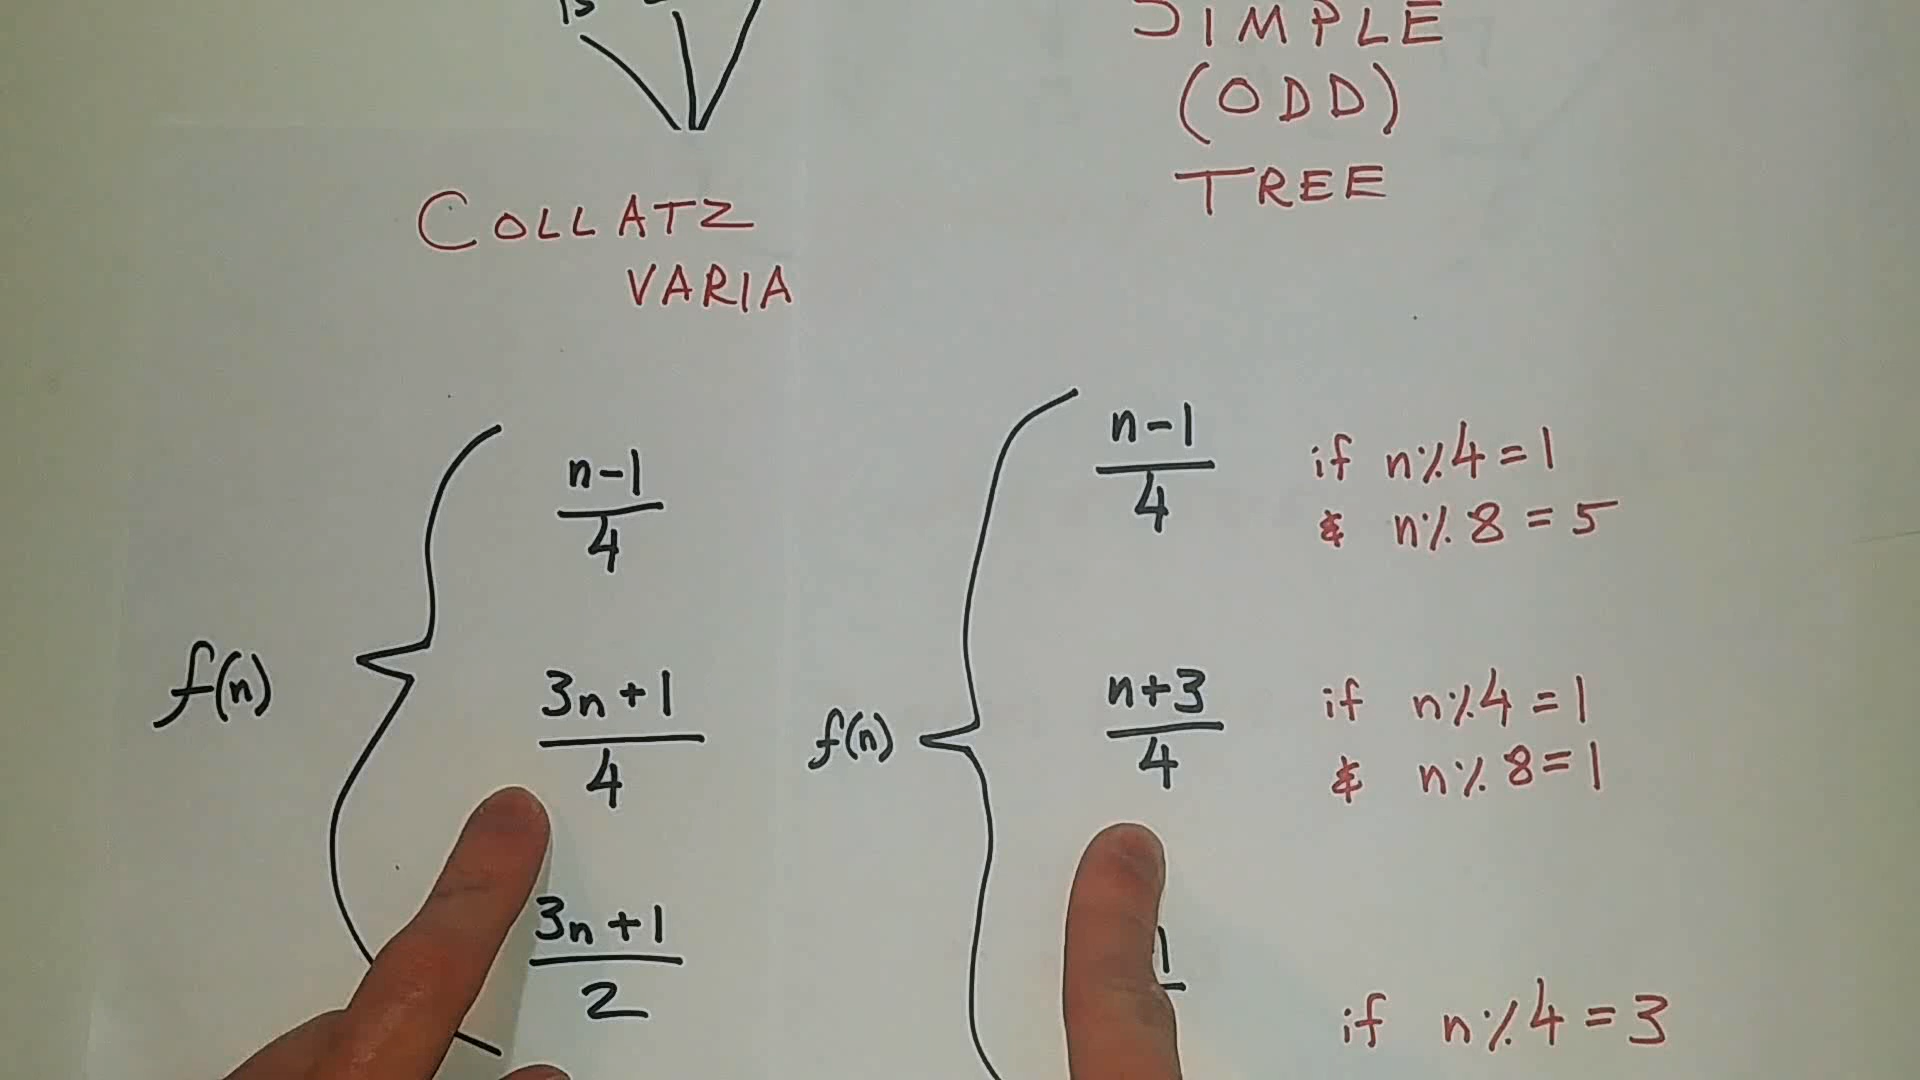 SIMPLE
(ODD)
TREE
COLLATZ
VARIA
f(n)
n-1
4
3n+1
4
3n+1
2
f(n)
n-1
4
if n%4=1
& n%8=5
n+3
4
if n%4=1
& n%8=1
1
if n%4=3